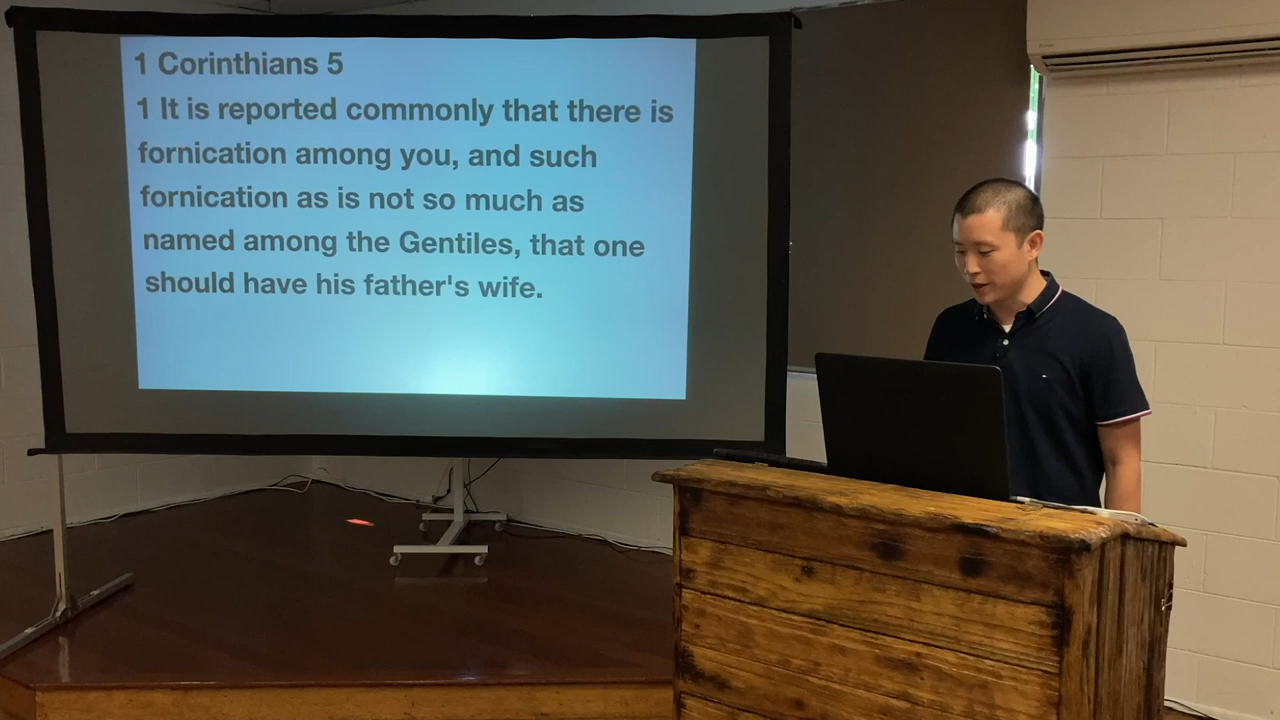 1 Corinthians 5
1 It is reported commonly that there is
fornication among you, and such
fornication as is not so much as
named among the Gentiles, that one
should have his father's wife.